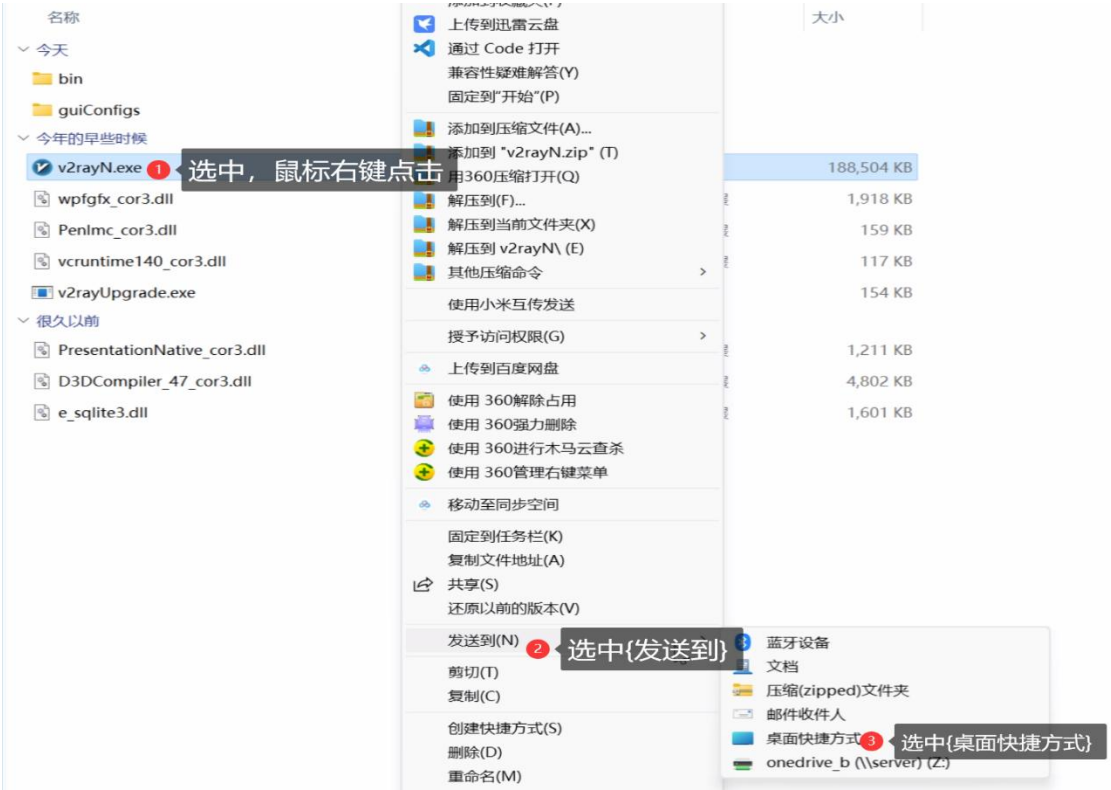 名称
大小
今天
bin
guiConfigs
今年的早些时候
v2rayN.exe
188,504 KB
wpfgfx_cor3.dll
1,918 KB
PenImc_cor3.dll
159 KB
vcruntime140_cor3.dll
117 KB
v2rayUpgrade.exe
154 KB
很久以前
PresentationNative_cor3.dll
1,211 KB
D3DCompiler_47_cor3.dll
4,802 KB
e_sqlite3.dll
1,601 KB
1
选中，鼠标右键点击
上传到迅雷云盘
通过 Code 打开
兼容性疑难解答(Y)
固定到"开始"(P)
添加到压缩文件(A)...
添加到 "v2rayN.zip" (T)
用360压缩打开(Q)
解压到(F)...
解压到当前文件夹(X)
解压到 v2rayN\ (E)
其他压缩命令
使用小米互传发送
授予访问权限(G)
上传到百度网盘
使用 360解除占用
使用 360强力删除
使用 360进行木马云查杀
使用 360管理右键菜单
移动至同步空间
固定到任务栏(K)
复制文件地址(A)
共享(S)
还原以前的版本(V)
发送到(N)
2
选中{发送到}
剪切(T)
复制(C)
创建快捷方式(S)
删除(D)
重命名(M)
蓝牙设备
文档
压缩(zipped)文件夹
邮件收件人
桌面快捷方式
3
选中{桌面快捷方式}
onedrive_b (\\server) (Z:)